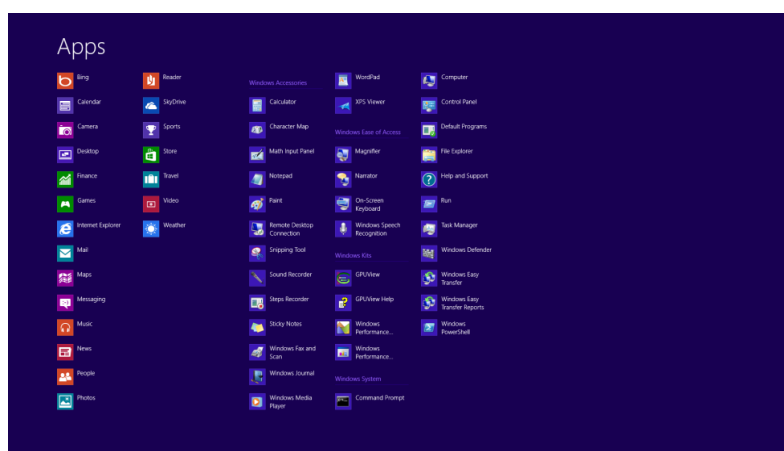 Apps
Bing
Calendar
Camera
Desktop
Finance
Games
Internet Explorer
Mail
Maps
Messaging
Music
News
People
Photos
Reader
SkyDrive
Sports
Store
Travel
Video
Weather
Windows Accessories
Calculator
Character Map
Math Input Panel
Notepad
Paint
Remote Desktop
Connection
Snipping Tool
Sound Recorder
Steps Recorder
Sticky Notes
Windows Fax and
Scan
Windows Journal
Windows Media
Player
WordPad
XPS Viewer
Windows Ease of Access
Magnifier
Narrator
On-Screen
Keyboard
Windows Speech
Recognition
Windows Kits
GPUView
GPUView Help
Windows
Performance...
Windows
Performance...
Windows System
Command Prompt
Computer
Control Panel
Default Programs
File Explorer
Help and Support
Run
Task Manager
Windows Defender
Windows Easy
Transfer
Windows Easy
Transfer Reports
Windows
PowerShell